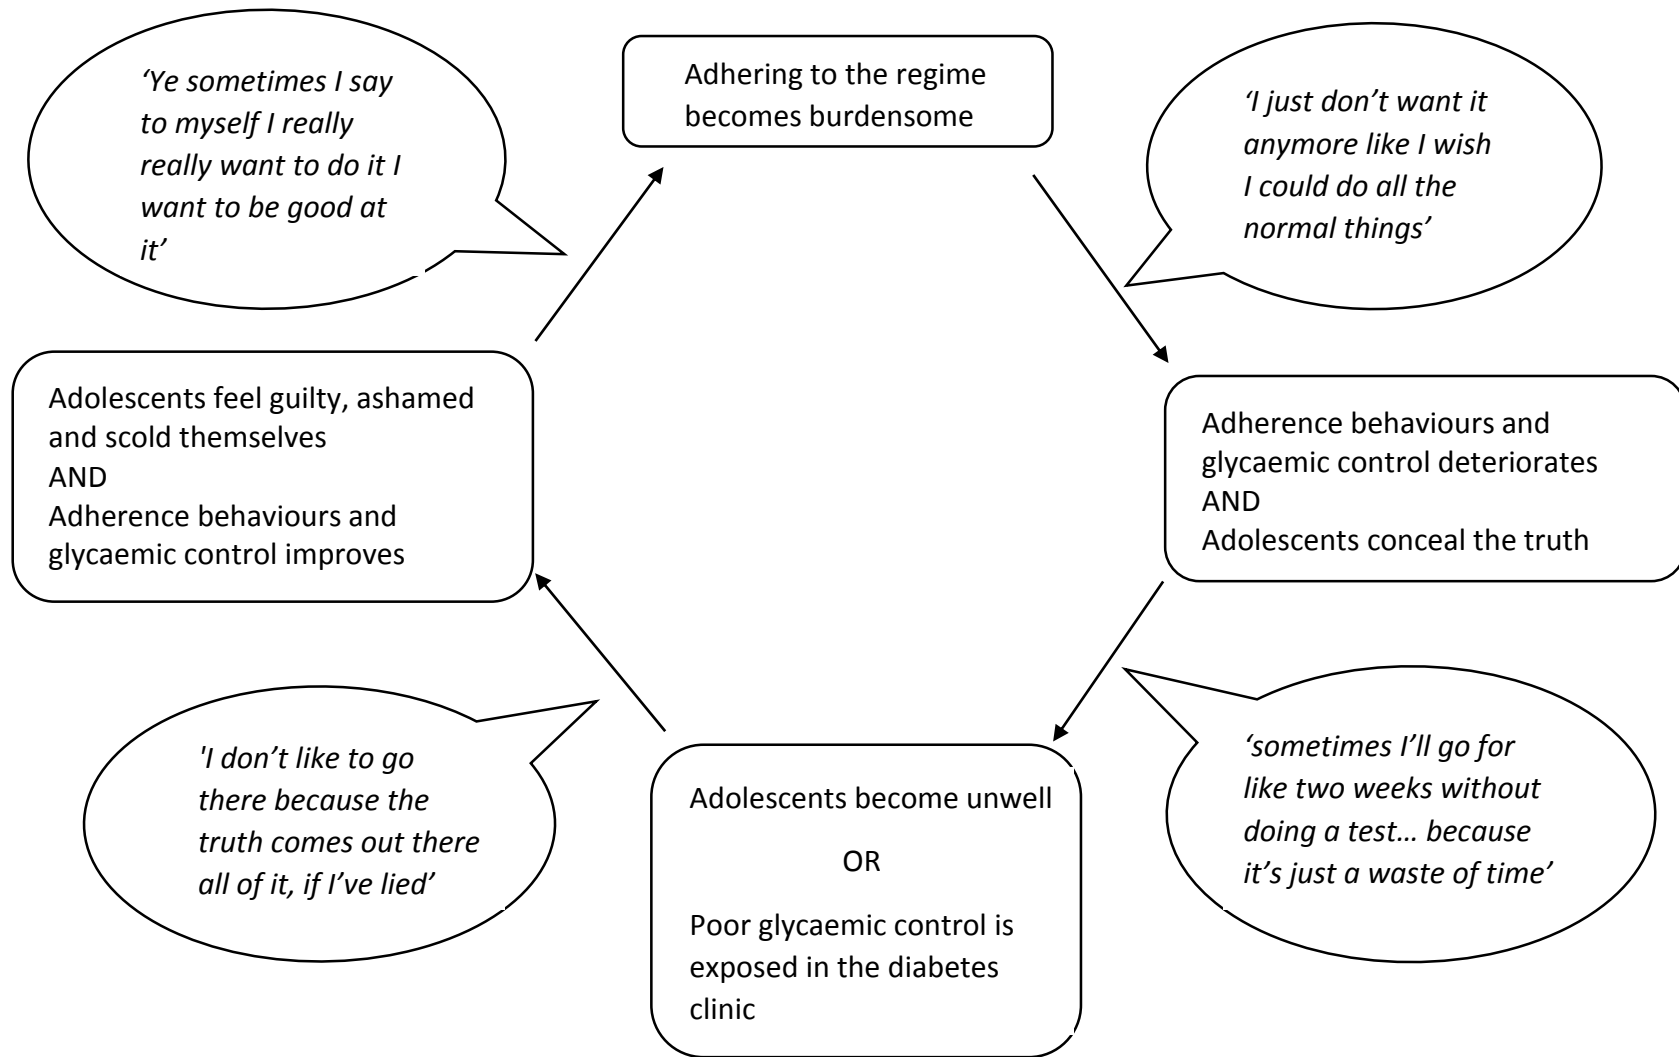 ‘Ye sometimes I say
to myself I really
really want to do it I
want to be good at
it’
Adhering to the regime
becomes burdensome
‘I just don’t want it
anymore like I wish
I could do all the
normal things’
Adolescents feel guilty, ashamed
and scold themselves
AND
Adherence behaviours and
glycaemic control improves
Adherence behaviours and
glycaemic control deteriorates
AND
Adolescents conceal the truth
'I don’t like to go
there because the
truth comes out there
all of it, if I’ve lied’
Adolescents become unwell
OR
Poor glycaemic control is
exposed in the diabetes
clinic
‘sometimes I’ll go for
like two weeks without
doing a test… because
it’s just a waste of time’